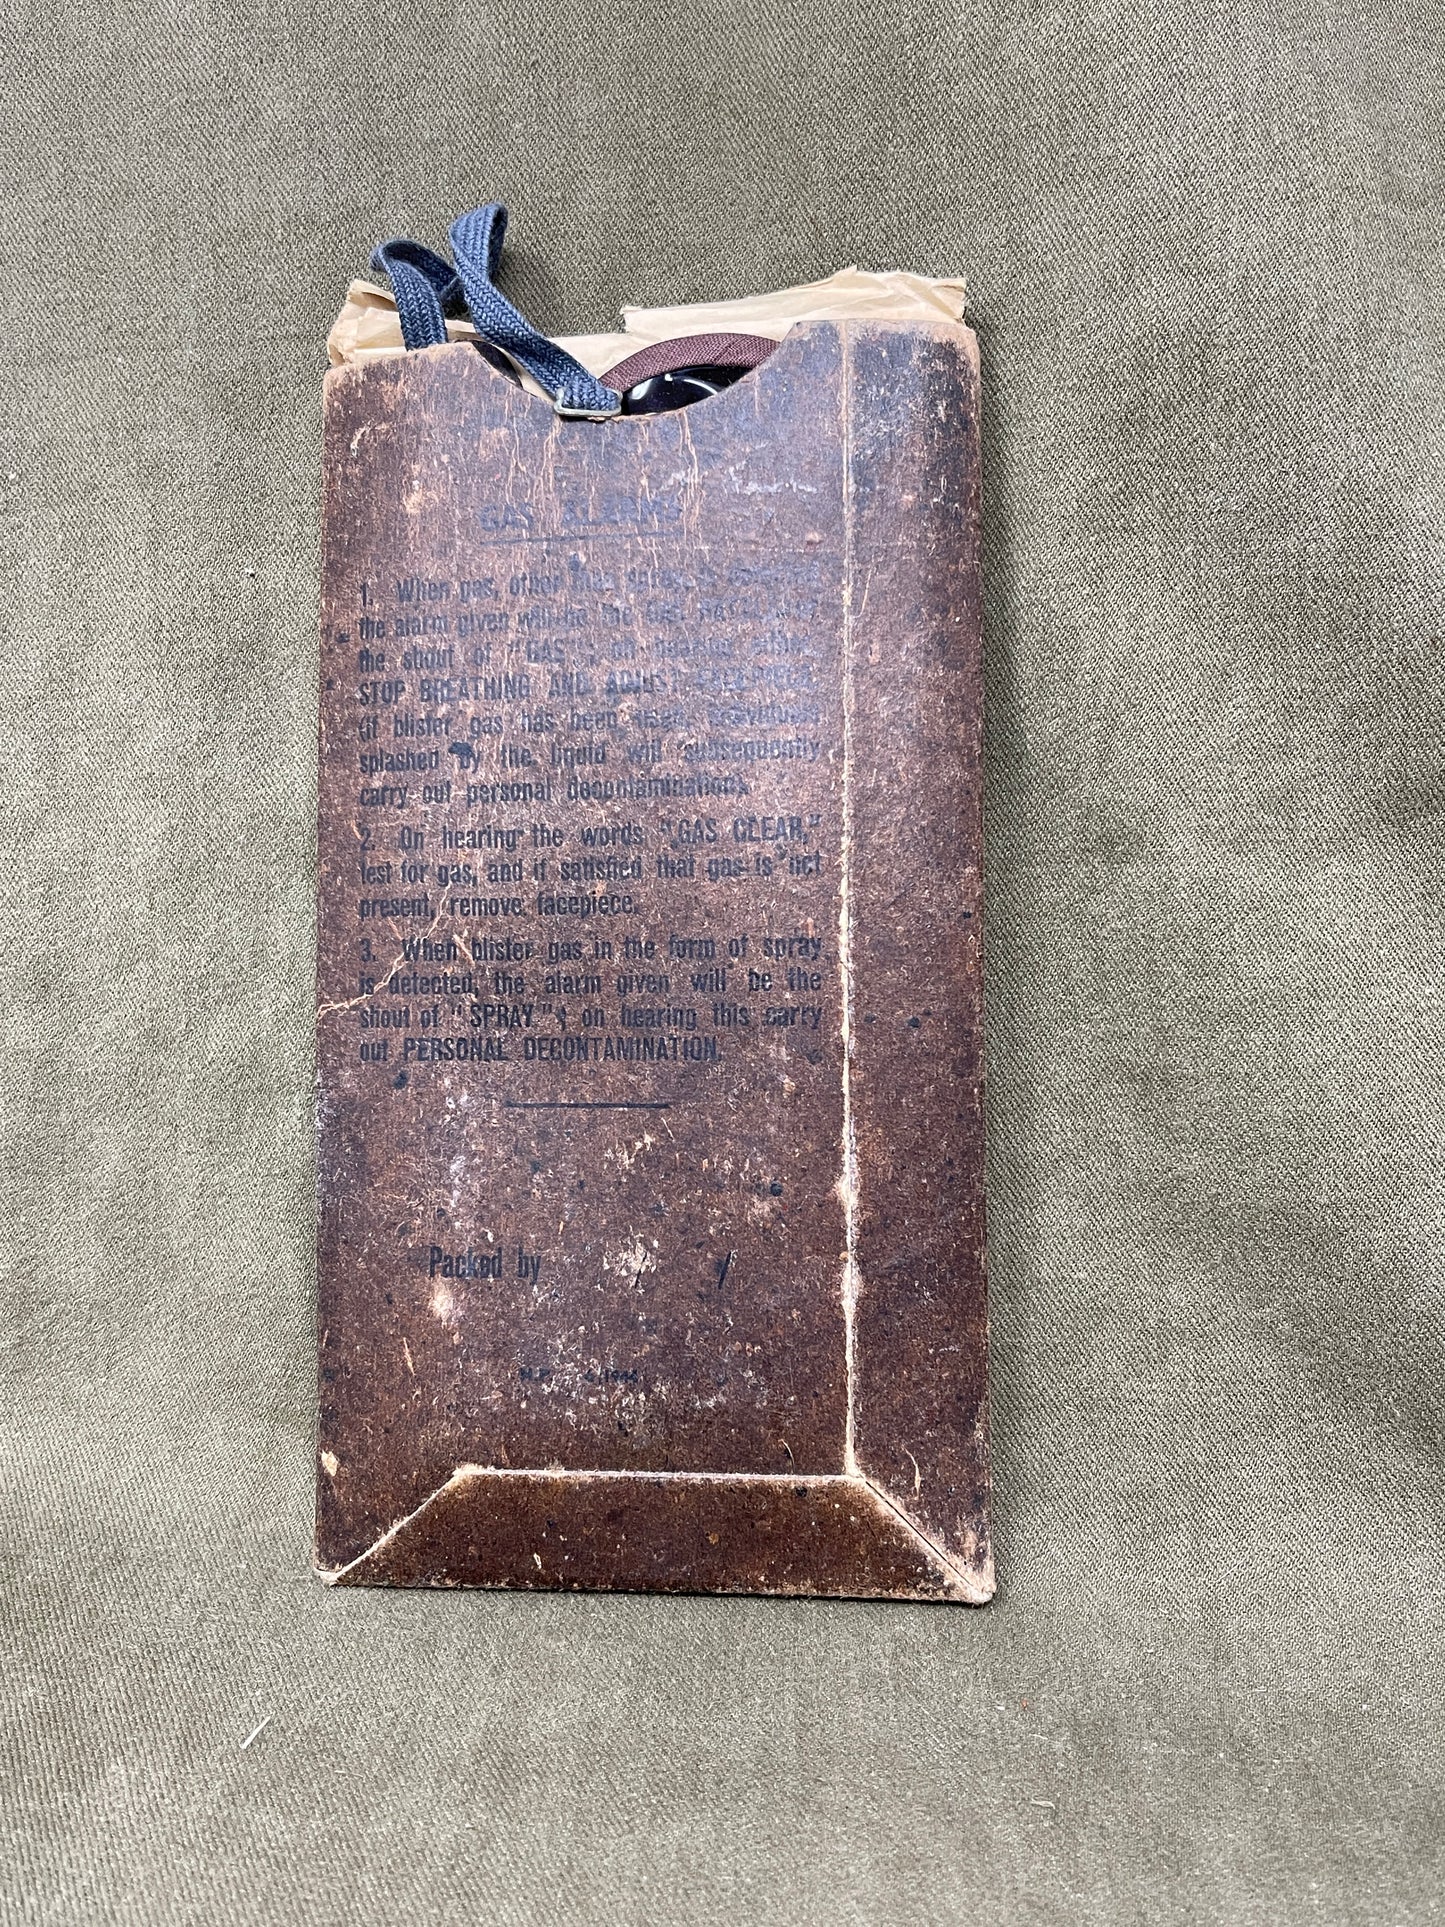 GAS ALARMS
1. When gas, other than spray, is detected
the alarm given will be the
the shout of "GAS"; on hearing either
STOP BREATHING AND ADJUST FACEPIECE.
(if blister gas has been used, individuals
splashed by the liquid will subsequently
carry out personal decontamination).
2. On hearing the words "GAS CLEAR,"
test for gas, and if satisfied that gas is not
present, remove facepiece.
3. When blister gas in the form of spray
is detected, the alarm given will be the
shout of "SPRAY"; on hearing this carry
out PERSONAL DECONTAMINATION.
Packed by